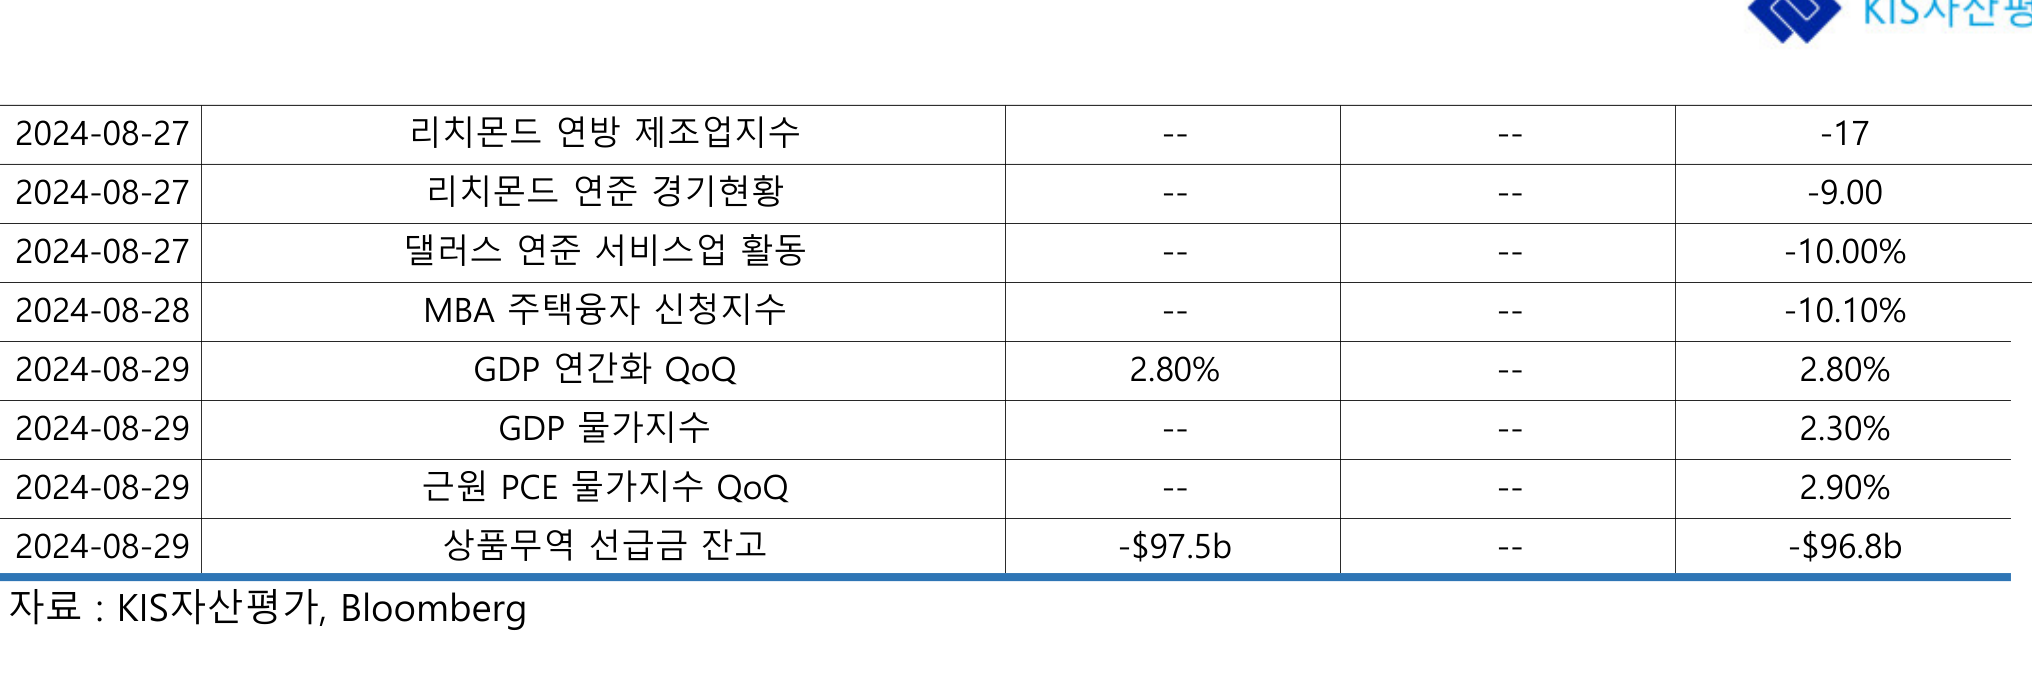 KIS자산평
2024-08-27 리치몬드 연방 제조업지수 -- -- -17
2024-08-27 리치몬드 연준 경기현황 -- -- -9.00
2024-08-27 댈러스 연준 서비스업 활동 -- -- -10.00%
2024-08-28 MBA 주택융자 신청지수 -- -- -10.10%
2024-08-29 GDP 연간화 QoQ 2.80% -- 2.80%
2024-08-29 GDP 물가지수 -- -- 2.30%
2024-08-29 근원 PCE 물가지수 QoQ -- -- 2.90%
2024-08-29 상품무역 선급금 잔고 -$97.5b -- -$96.8b
자료 : KIS자산평가, Bloomberg